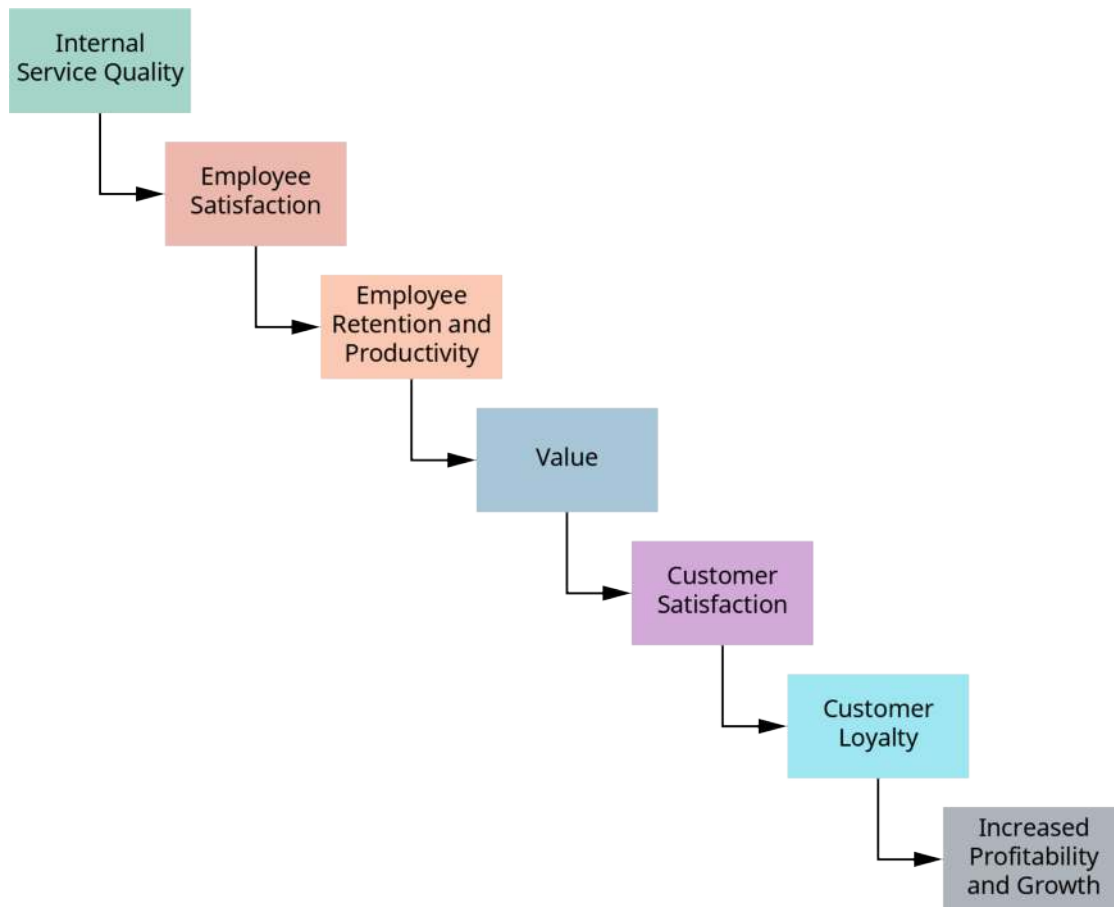 Internal
Service Quality
Employee
Satisfaction
Employee
Retention and
Productivity
Value
Customer
Satisfaction
Customer
Loyalty
Increased
Profitability
and Growth